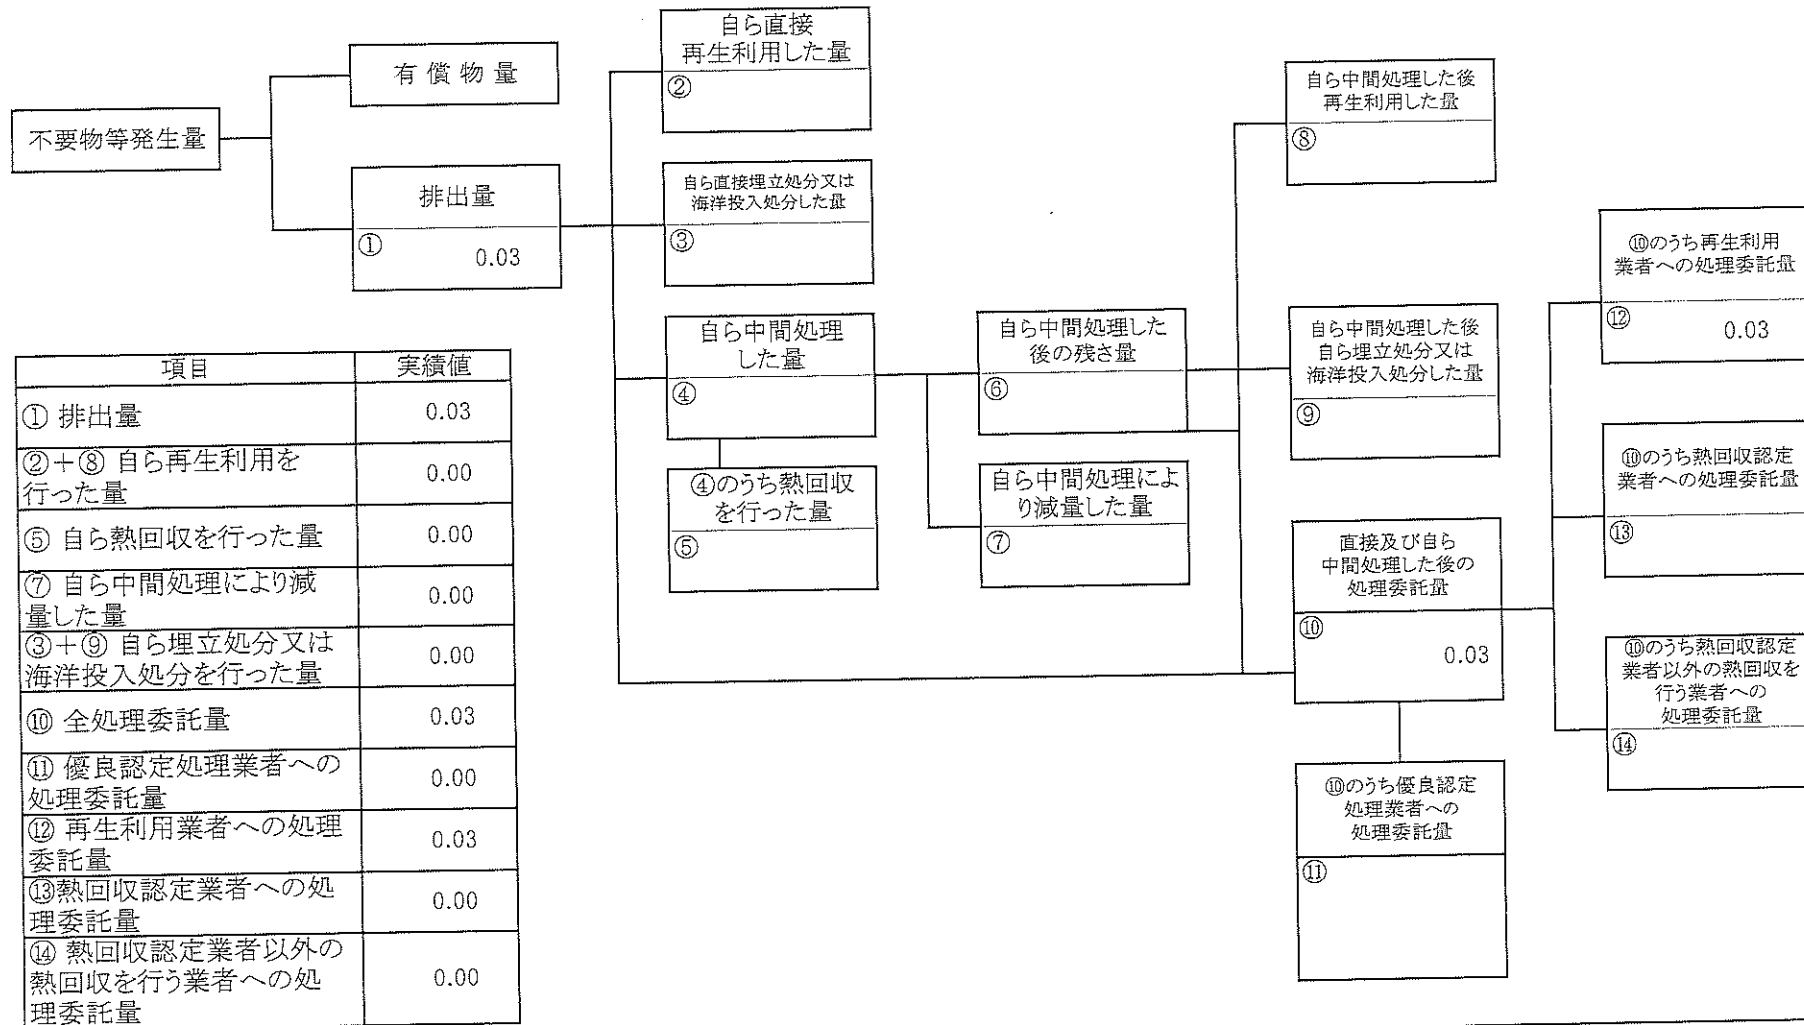 不要物等発生量
有償物量
排出量
①
0.03
自ら直接
再生利用した量
②
自ら直接埋立処分又は
海洋投入処分した量
③
自ら中間処理
した量
④
④のうち熱回収
を行った量
⑤
自ら中間処理した
後の残さ量
⑥
自ら中間処理によ
り減量した量
⑦
自ら中間処理した後
再生利用した量
⑧
自ら中間処理した後
自ら埋立処分又は
海洋投入処分した量
⑨
直接及び自ら
中間処理した後の
処理委託量
⑩
0.03
⑩のうち優良認定
処理業者への
処理委託量
⑪
⑩のうち再生利用
業者への処理委託量
⑫
0.03
⑩のうち熱回収認定
業者への処理委託量
⑬
⑩のうち熱回収認定
業者以外の熱回収を
行う業者への
処理委託量
⑭
項目 実績値
① 排出量 0.03
②+⑧ 自ら再生利用を
行った量 0.00
⑤ 自ら熱回収を行った量 0.00
⑦ 自ら中間処理により減
量した量 0.00
③+⑨ 自ら埋立処分又は
海洋投入処分を行った量 0.00
⑩ 全処理委託量 0.03
⑪ 優良認定処理業者への
処理委託量 0.00
⑫ 再生利用業者への処理
委託量 0.03
⑬熱回収認定業者への処
理委託量 0.00
⑭ 熱回収認定業者以外の
熱回収を行う業者への処
理委託量 0.00